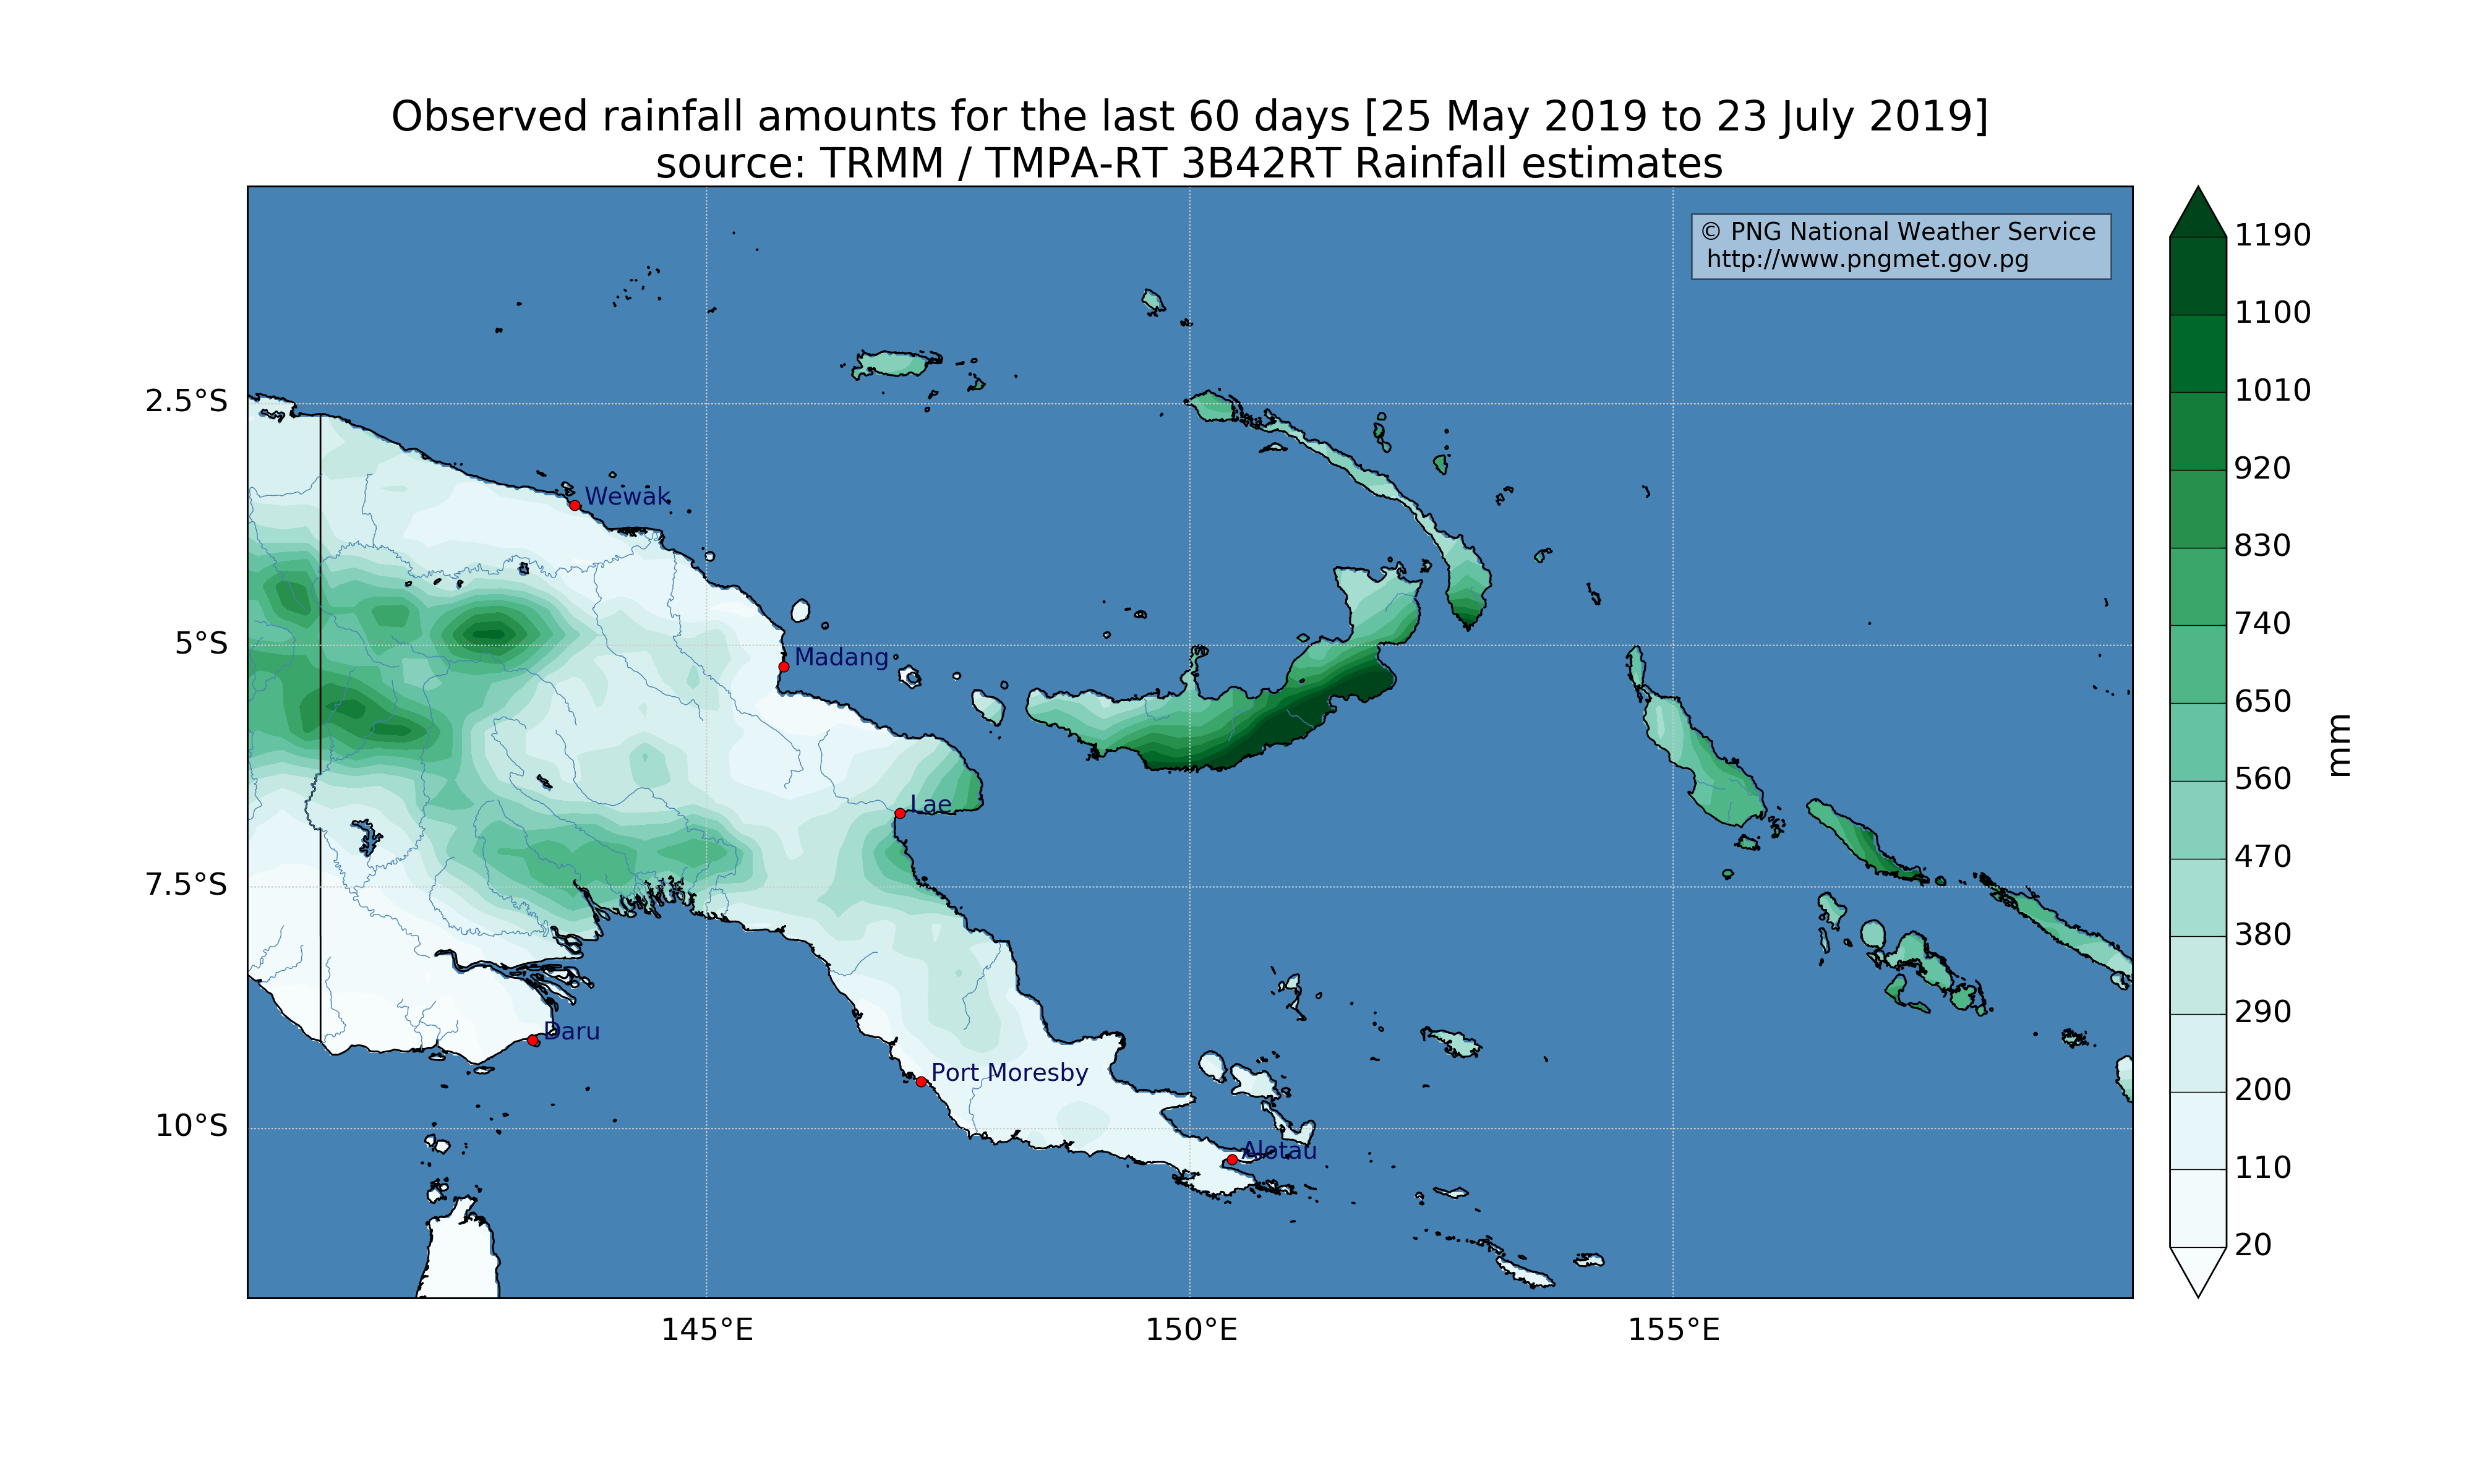 Observed rainfall amounts for the last 60 days [25 May 2019 to 23 July 2019]
source: TRMM / TMPA-RT 3B42RT Rainfall estimates
© PNG National Weather Service
http://www.pngmet.gov.pg
2.5°S
5°S
7.5°S
10°S
Wewak
Madang
Lae
Daru
Port Moresby
Alotau
145°E
150°E
155°E
1190
1100
1010
920
830
740
650
560
470
380
290
200
110
20
mm